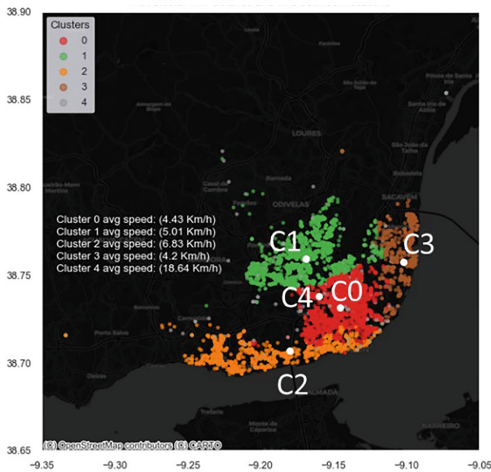 38.90
Clusters
0
1
2
3
4
38.85
LOURES
38.80
SACAVÉM
ODIVELAS
Cluster 0 avg speed: (4.43 Km/h)
Cluster 1 avg speed: (5.01 Km/h)
Cluster 2 avg speed: (6.83 Km/h)
Cluster 3 avg speed: (4.2 Km/h)
Cluster 4 avg speed: (18.64 Km/h)
C1
C3
38.75
C4
C0
38.70
C2
ALMADA
BARREIRO
(C) OpenStreetMap contributors (C) CARTO
38.65
−9.35
−9.30
−9.25
−9.20
−9.15
−9.10
−9.05